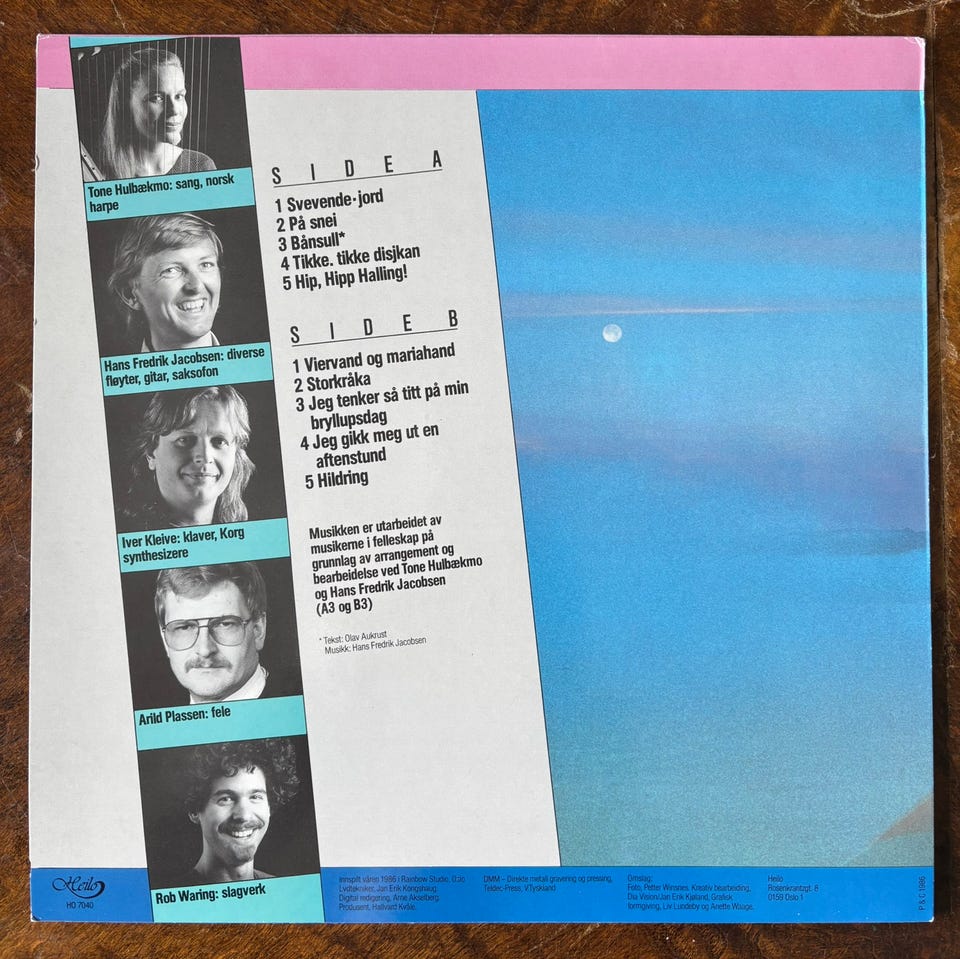 Tone Hulbækmo: sang, norsk
harpe
Hans Fredrik Jacobsen: diverse
fløyter, gitar, saksofon
Iver Kleive: klaver, Korg
synthesizere
Arild Plassen: fele
Rob Waring: slagverk
SIDE A
1 Svevende jord
2 På snei
3 Bånsull*
4 Tikke. tikke disjkan
5 Hip, Hipp Halling!
SIDE B
1 Viervand og mariahand
2 Storkråka
3 Jeg tenker så titt på min
bryllupsdag
4 Jeg gikk meg ut en
aftenstund
5 Hildring
Musikken er utarbeidet av
musikerne i felleskap på
grunnlag av arrangement og
bearbeidelse ved Tone Hulbækmo
og Hans Fredrik Jacobsen
(A3 og B3)
* Tekst: Olav Aukrust
Musikk: Hans Fredrik Jacobsen
Heilo
HO 7040
Innspilt våren 1986 i Rainbow Studio, Oslo
Lydtekniker, Jan Erik Kongshaug.
Digital redigering, Arne Akselberg.
Produsent, Hallvard Kvåle.
DMM – Direkte metall gravering og pressing,
Teldec-Press, V.Tyskland
Omslag:
Foto, Petter Winsnes. Kreativ bearbeiding,
Dia Vision/Jan Erik Kjøland, Grafisk
formgiving, Liv Lundeby og Anette Waage.
Heilo
Rosenkrantzgt. 8
0159 Oslo 1
P & C 1986